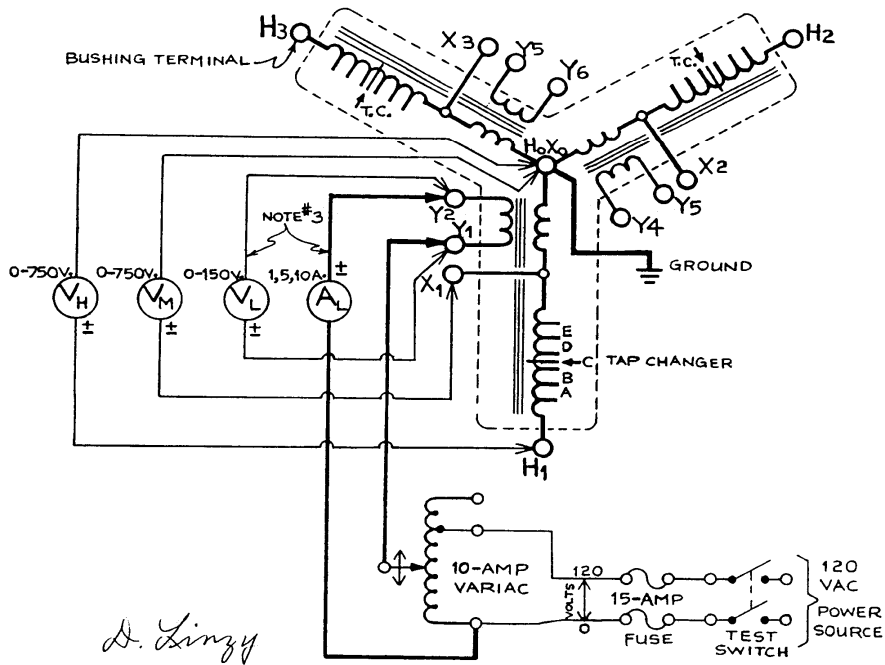 H3
BUSHING TERMINAL
X3
Y5
Y6
T.C.
T.C.
H2
H0X0
X2
Y5
Y4
Y2
Y1
NOTE #3
X1
GROUND
0-750V.
0-750V.
0-150V.
1,5,10A.
±
VH
VM
VL
AL
±
±
±
E
D
C
TAP CHANGER
B
A
H1
10-AMP
VARIAC
120
VOLTS
0
15-AMP
FUSE
TEST
SWITCH
120
VAC
POWER
SOURCE
D. Linzy